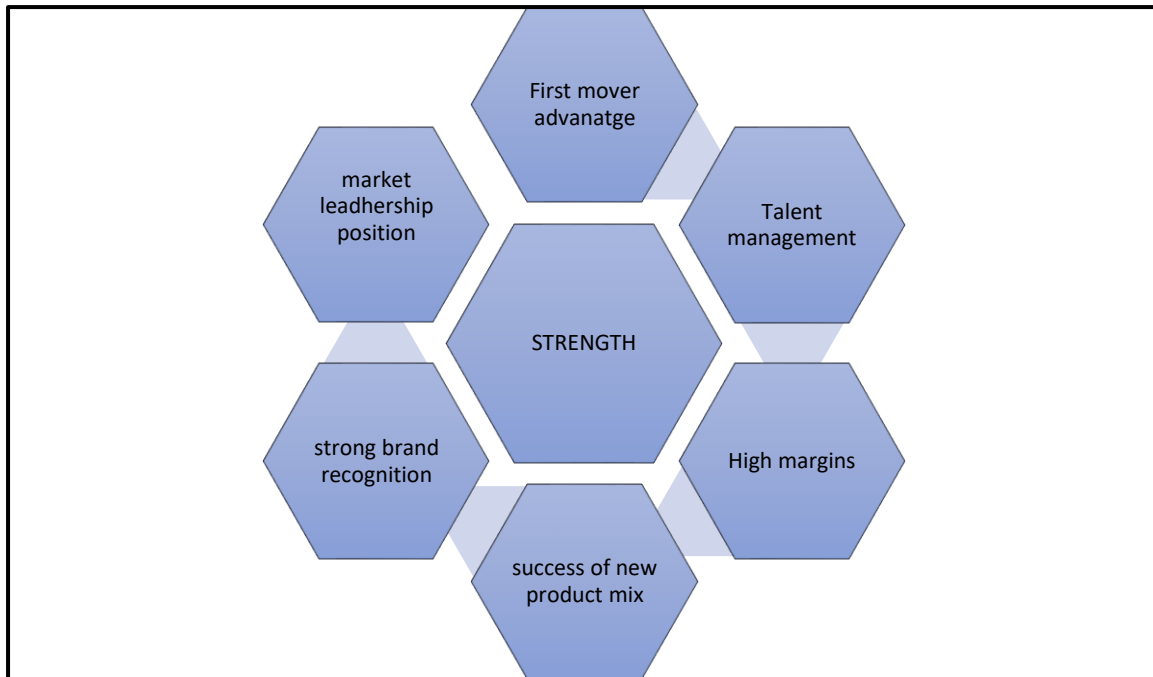 First mover
advanatge
market
leadhership
position
Talent
management
STRENGTH
strong brand
recognition
High margins
success of new
product mix